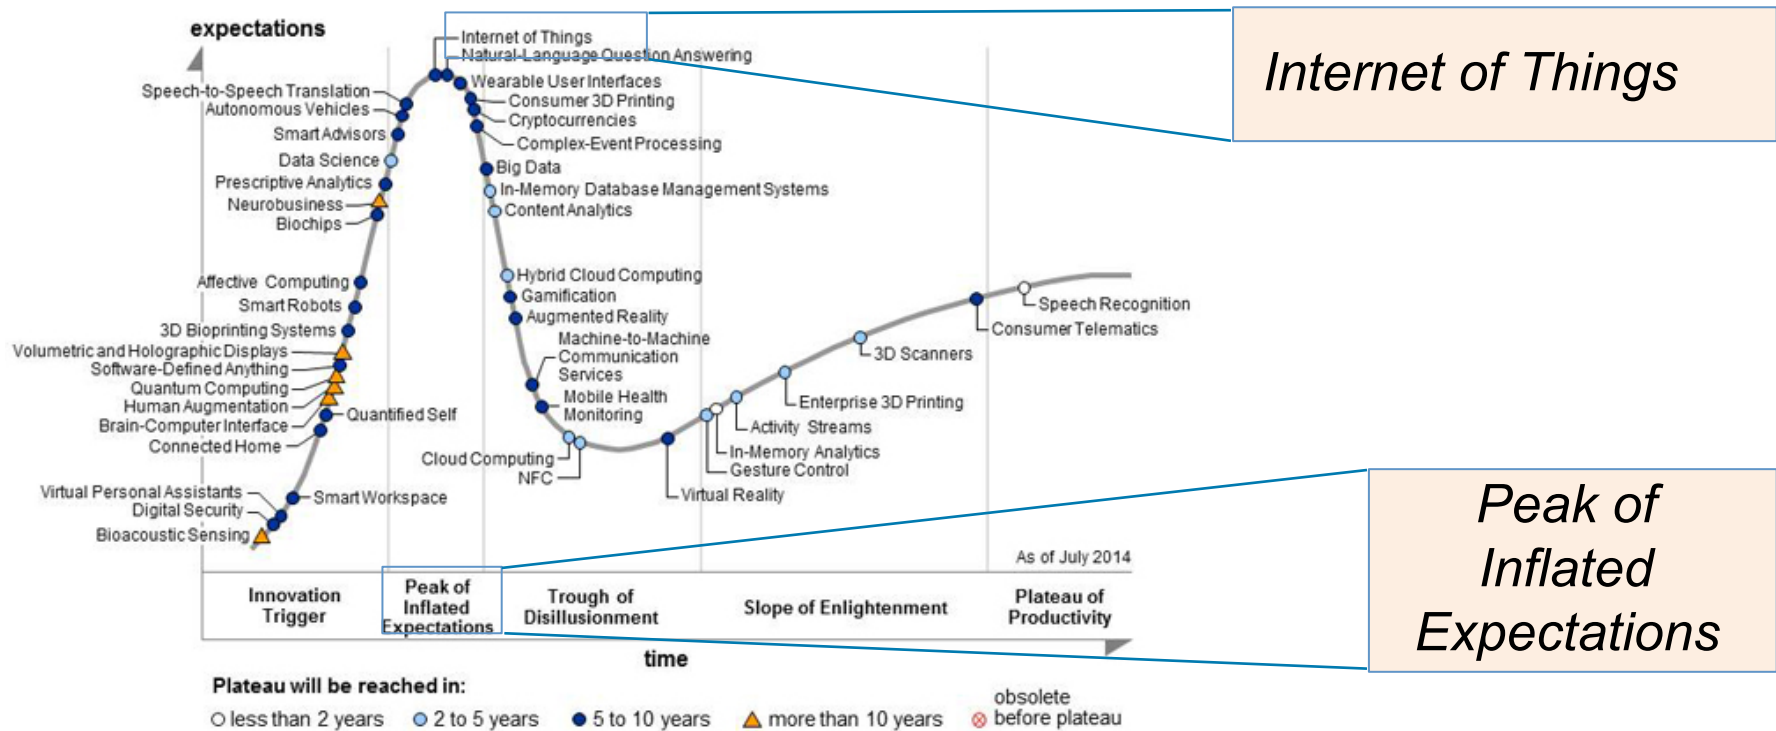 expectations
Internet of Things
Natural-Language Question Answering
Wearable User Interfaces
Consumer 3D Printing
Cryptocurrencies
Complex-Event Processing
Speech-to-Speech Translation
Autonomous Vehicles
Smart Advisors
Data Science
Prescriptive Analytics
Neurobusiness
Biochips
Big Data
In-Memory Database Management Systems
Content Analytics
Affective Computing
Smart Robots
3D Bioprinting Systems
Volumetric and Holographic Displays
Software-Defined Anything
Quantum Computing
Human Augmentation
Brain-Computer Interface
Connected Home
Quantified Self
Virtual Personal Assistants
Digital Security
Bioacoustic Sensing
Smart Workspace
Hybrid Cloud Computing
Gamification
Augmented Reality
Machine-to-Machine
Communication
Services
Mobile Health
Monitoring
Cloud Computing
NFC
Virtual Reality
Gesture Control
In-Memory Analytics
Activity Streams
Enterprise 3D Printing
3D Scanners
Consumer Telematics
Speech Recognition
As of July 2014
Innovation
Trigger
Peak of
Inflated
Expectations
Trough of
Disillusionment
Slope of Enlightenment
Plateau of
Productivity
time
Plateau will be reached in:
less than 2 years
2 to 5 years
5 to 10 years
more than 10 years
obsolete
before plateau
Internet of Things
Peak of
Inflated
Expectations